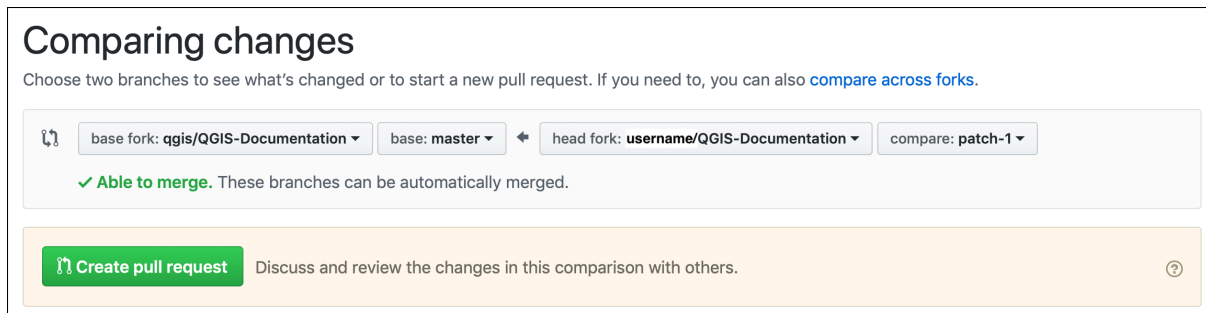 Comparing changes
Choose two branches to see what's changed or to start a new pull request. If you need to, you can also compare across forks.
base fork: qgis/QGIS-Documentation base: master head fork: username/QGIS-Documentation compare: patch-1
Able to merge. These branches can be automatically merged.
Create pull request Discuss and review the changes in this comparison with others. ?